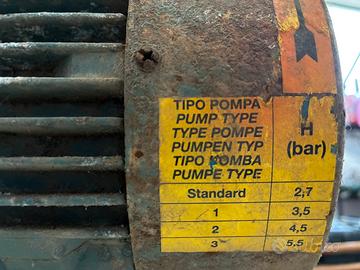 TIPO POMPA
PUMP TYPE
TYPE POMPE
PUMPEN TYP
TIPO BOMBA
PUMPE TYPE
H
(bar)
Standard 2,7
1 3,5
2 4,5
3 5,5